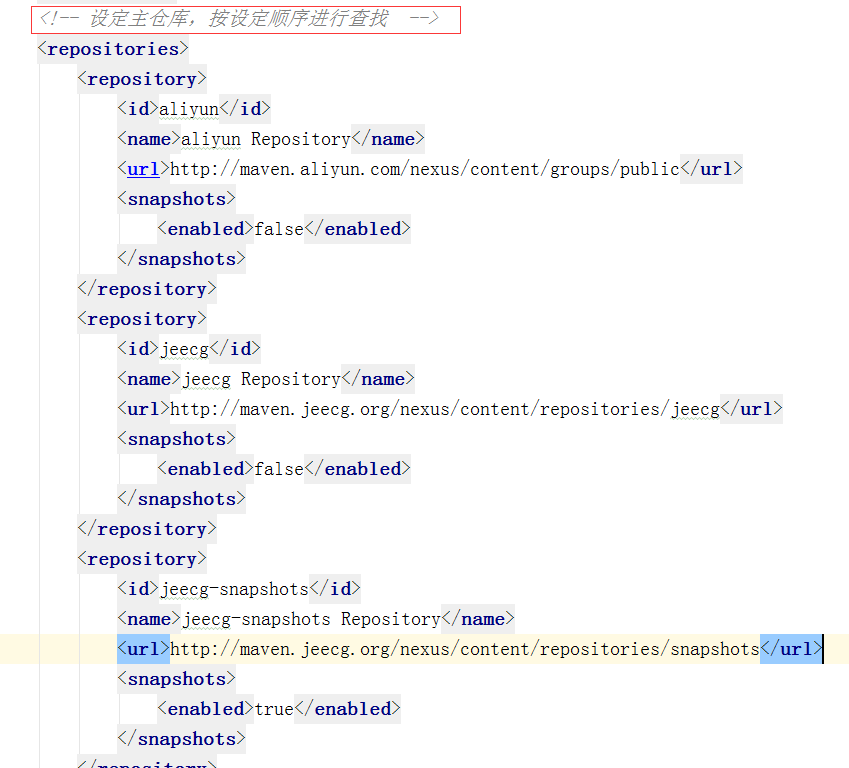 <!-- 设定主仓库，按设定顺序进行查找  -->
<repositories>
<repository>
<id>aliyun</id>
<name>aliyun Repository</name>
<url>http://maven.aliyun.com/nexus/content/groups/public</url>
<snapshots>
<enabled>false</enabled>
</snapshots>
</repository>
<repository>
<id>jeecg</id>
<name>jeecg Repository</name>
<url>http://maven.jeecg.org/nexus/content/repositories/jeecg</url>
<snapshots>
<enabled>false</enabled>
</snapshots>
</repository>
<repository>
<id>jeecg-snapshots</id>
<name>jeecg-snapshots Repository</name>
<url>http://maven.jeecg.org/nexus/content/repositories/snapshots</url>
<snapshots>
<enabled>true</enabled>
</snapshots>
</repository>